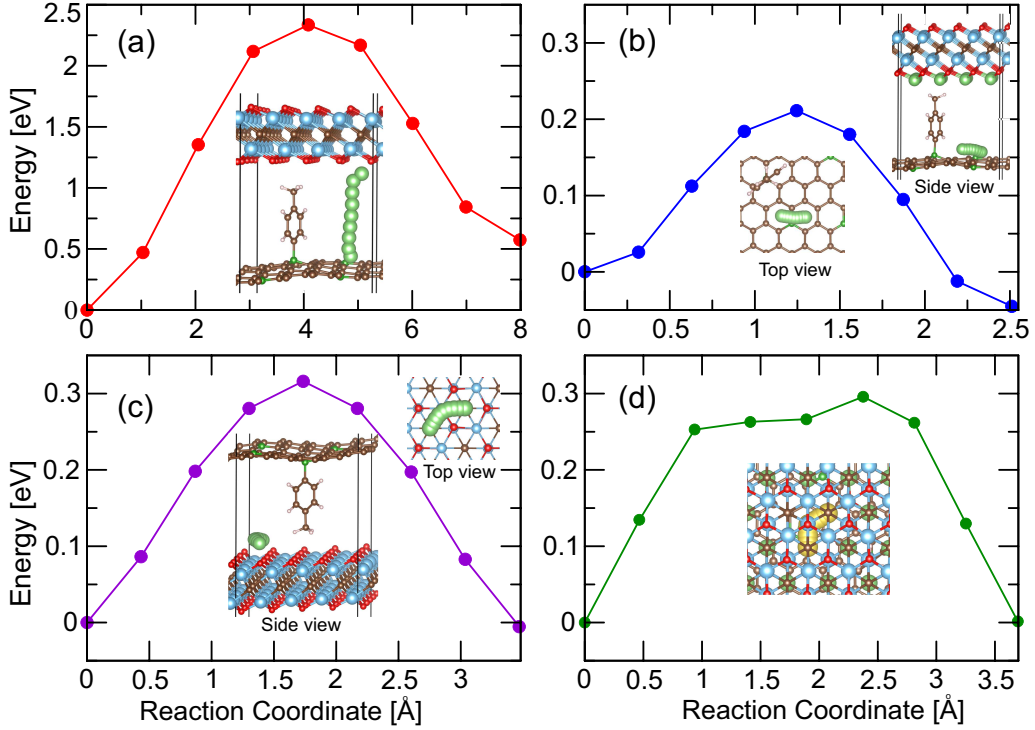 (a)
2.5
2
1.5
1
0.5
0
Energy [eV]
0 2 4 6 8
(b)
0.3
0.2
0.1
0
Energy [eV]
Side view
Top view
0 0.5 1 1.5 2 2.5
(c)
0.3
0.2
0.1
0
Energy [eV]
Top view
Side view
0 0.5 1 1.5 2 2.5 3
Reaction Coordinate [Å]
(d)
0.3
0.2
0.1
0
Energy [eV]
0 0.5 1 1.5 2 2.5 3 3.5
Reaction Coordinate [Å]